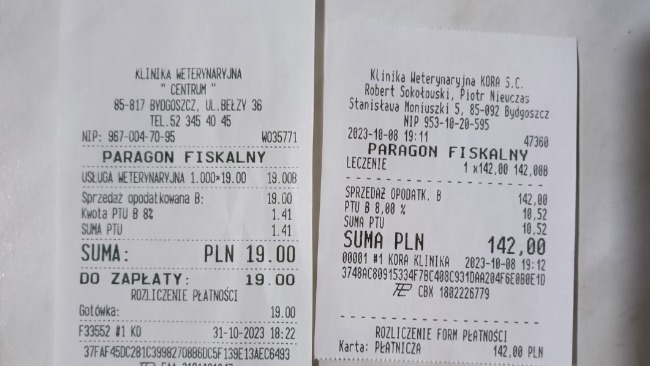 KLINIKA WETERYNARYJNA
" CENTRUM "
85-817 BYDGOSZCZ, UL.BEŁZY 36
TEL.52 345 40 45
NIP: 967-004-70-95 W035771
PARAGON FISKALNY
USŁUGA WETERYNARYJNA 1.000×19.00 19.00B
Sprzedaż opodatkowana B: 19.00
Kwota PTU B 8% 1.41
SUMA PTU 1.41
SUMA: PLN 19.00
DO ZAPŁATY: 19.00
ROZLICZENIE PŁATNOŚCI
Gotówka: 19.00
F33552 #1 KO 31-10-2023 18:22
37FAF45DC281C3998270BB6DC5F139E13AEC6493
Klinika Weterynaryjna KORA S.C.
Robert Sokołouski, Piotr Nieuczas
Stanisława Moniuszki 5, 85-092 Bydgoszcz
NIP 953-10-20-595
2023-10-08 19:11 47360
PARAGON FISKALNY
LECZENIE 1 x142,00 142,00B
SPRZEDAŻ OPODATK. B 142,00
PTU B 8,00 % 10,52
SUMA PTU 10,52
SUMA PLN 142,00
00001 #1 KORA KLINIKA 2023-10-08 19:12
3748AC80915334F7BC408C931DAA204F6E0B0E1D
CBX 1802226779
ROZLICZENIE FORM PŁATNOŚCI
Karta: PŁATNICZA 142,00 PLN